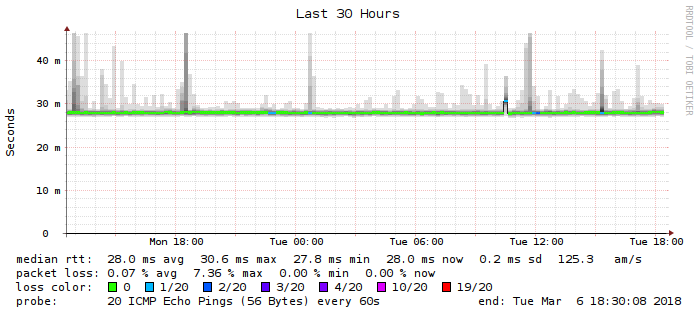 Last 30 Hours
RRDTOOL / TOBI OETIKER
Seconds
40 m
30 m
20 m
10 m
0
Mon 18:00 Tue 00:00 Tue 06:00 Tue 12:00 Tue 18:00
median rtt: 28.0 ms avg 30.6 ms max 27.8 ms min 28.0 ms now 0.2 ms sd 125.3 am/s
packet loss: 0.07 % avg 7.36 % max 0.00 % min 0.00 % now
loss color: 0 1/20 2/20 3/20 4/20 10/20 19/20
probe: 20 ICMP Echo Pings (56 Bytes) every 60s end: Tue Mar 6 18:30:08 2018